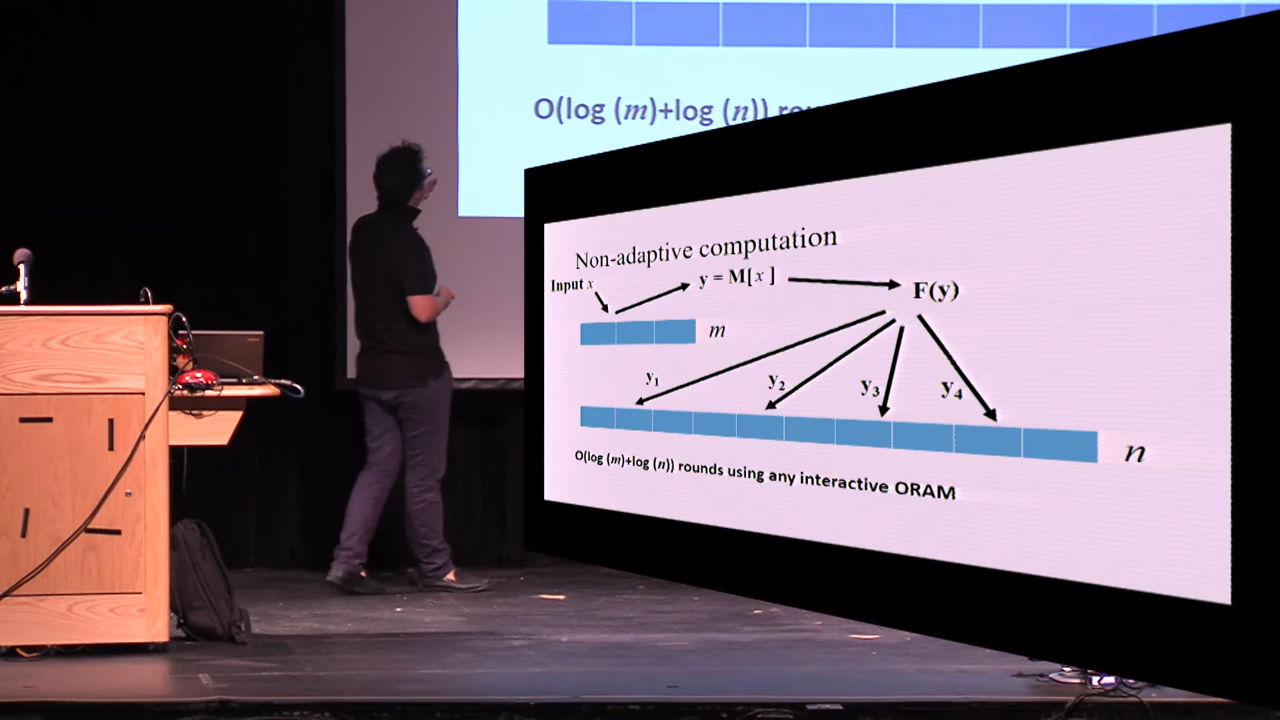 O(log (m)+log (n))
Non-adaptive computation
Input x
y = M[x ]
F(y)
m
y1
y2
y3
y4
n
O(log (m)+log (n)) rounds using any interactive ORAM